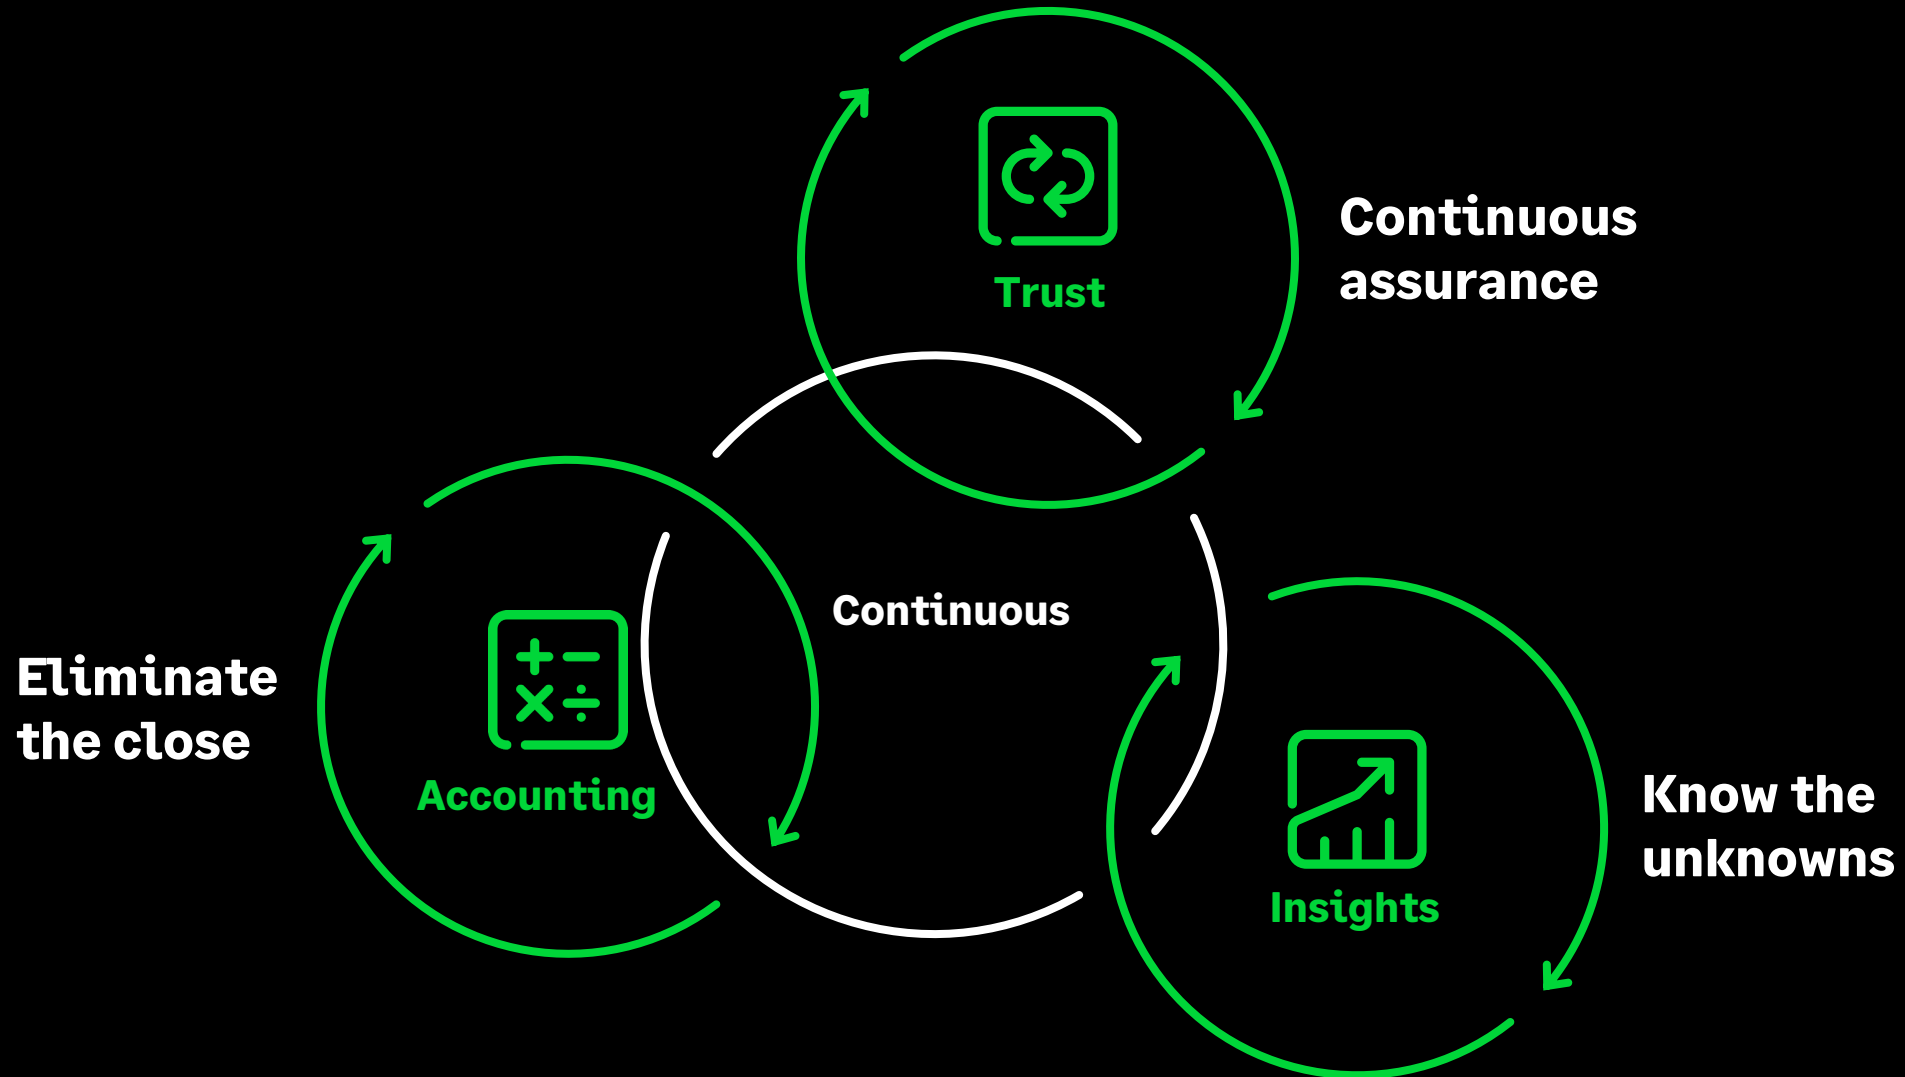 Trust
Continuous
assurance
Continuous
Eliminate
the close
Accounting
Know the
unknowns
Insights